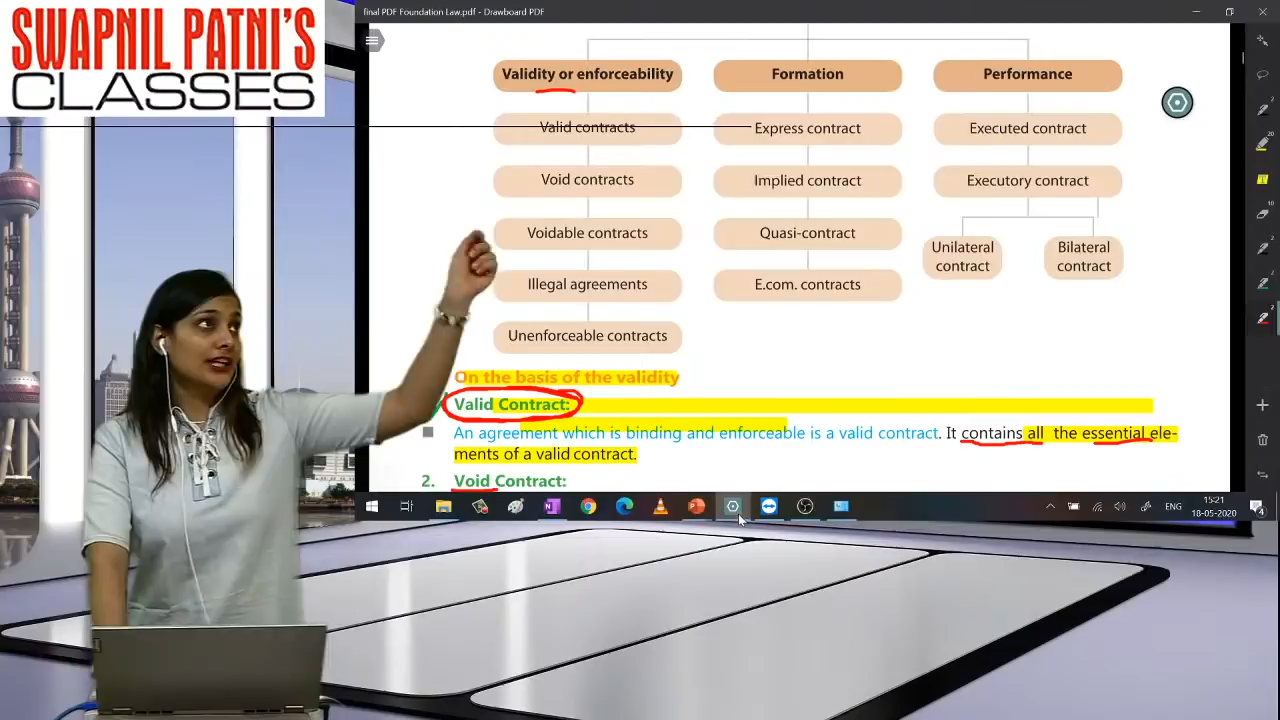 SWAPNIL PATNI'S
CLASSES
final PDF Foundation Law.pdf - Drawboard PDF
Validity or enforceability
Formation
Performance
Valid contracts
Express contract
Executed contract
Void contracts
Implied contract
Executory contract
Voidable contracts
Quasi-contract
Unilateral
contract
Bilateral
contract
Illegal agreements
E.com. contracts
Unenforceable contracts
On the basis of the validity
Valid Contract:
An agreement which is binding and enforceable is a valid contract. It contains all the essential ele-
ments of a valid contract.
2. Void Contract:
ENG
15:21
18-05-2020